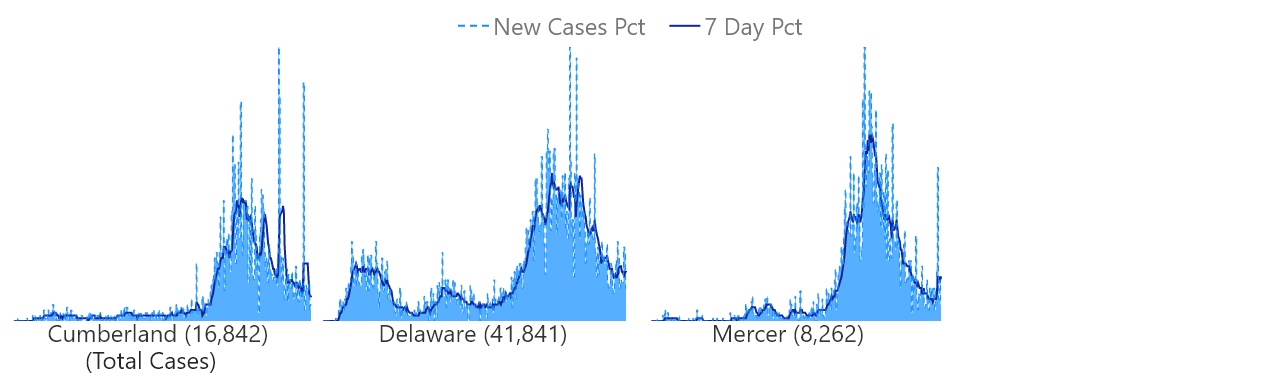 New Cases Pct 7 Day Pct
Cumberland (16,842) Delaware (41,841) Mercer (8,262)
(Total Cases)